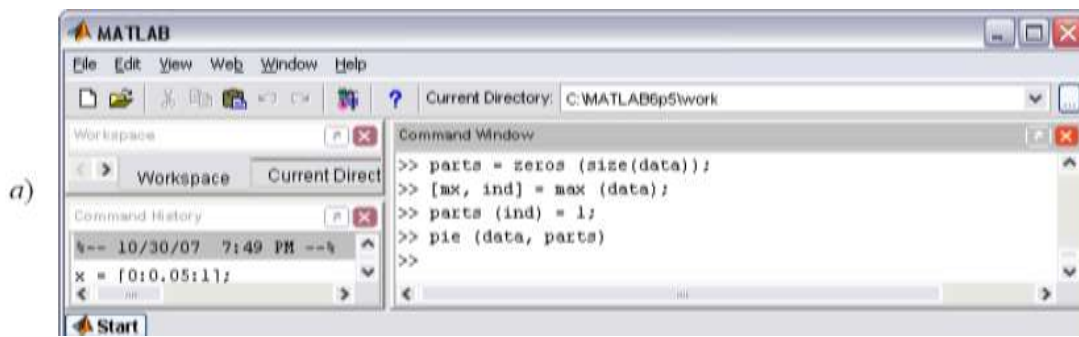 MATLAB
File Edit View Web Window Help
? Current Directory: C:\MATLAB6p5\work
Workspace
Workspace Current Direct
Command History
%-- 10/30/07 7:49 PM --%
x = [0:0.05:1];
Command Window
>> parts = zeros (size(data));
>> [mx, ind] = max (data);
>> parts (ind) = 1;
>> pie (data, parts)
>>
a)
Start